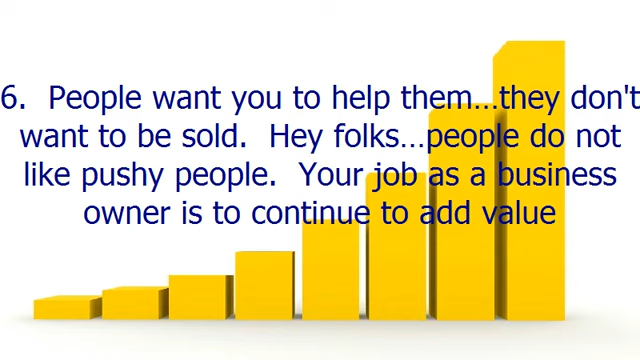 6.  People want you to help them...they don't
want to be sold.  Hey folks...people do not
like pushy people.  Your job as a business
owner is to continue to add value